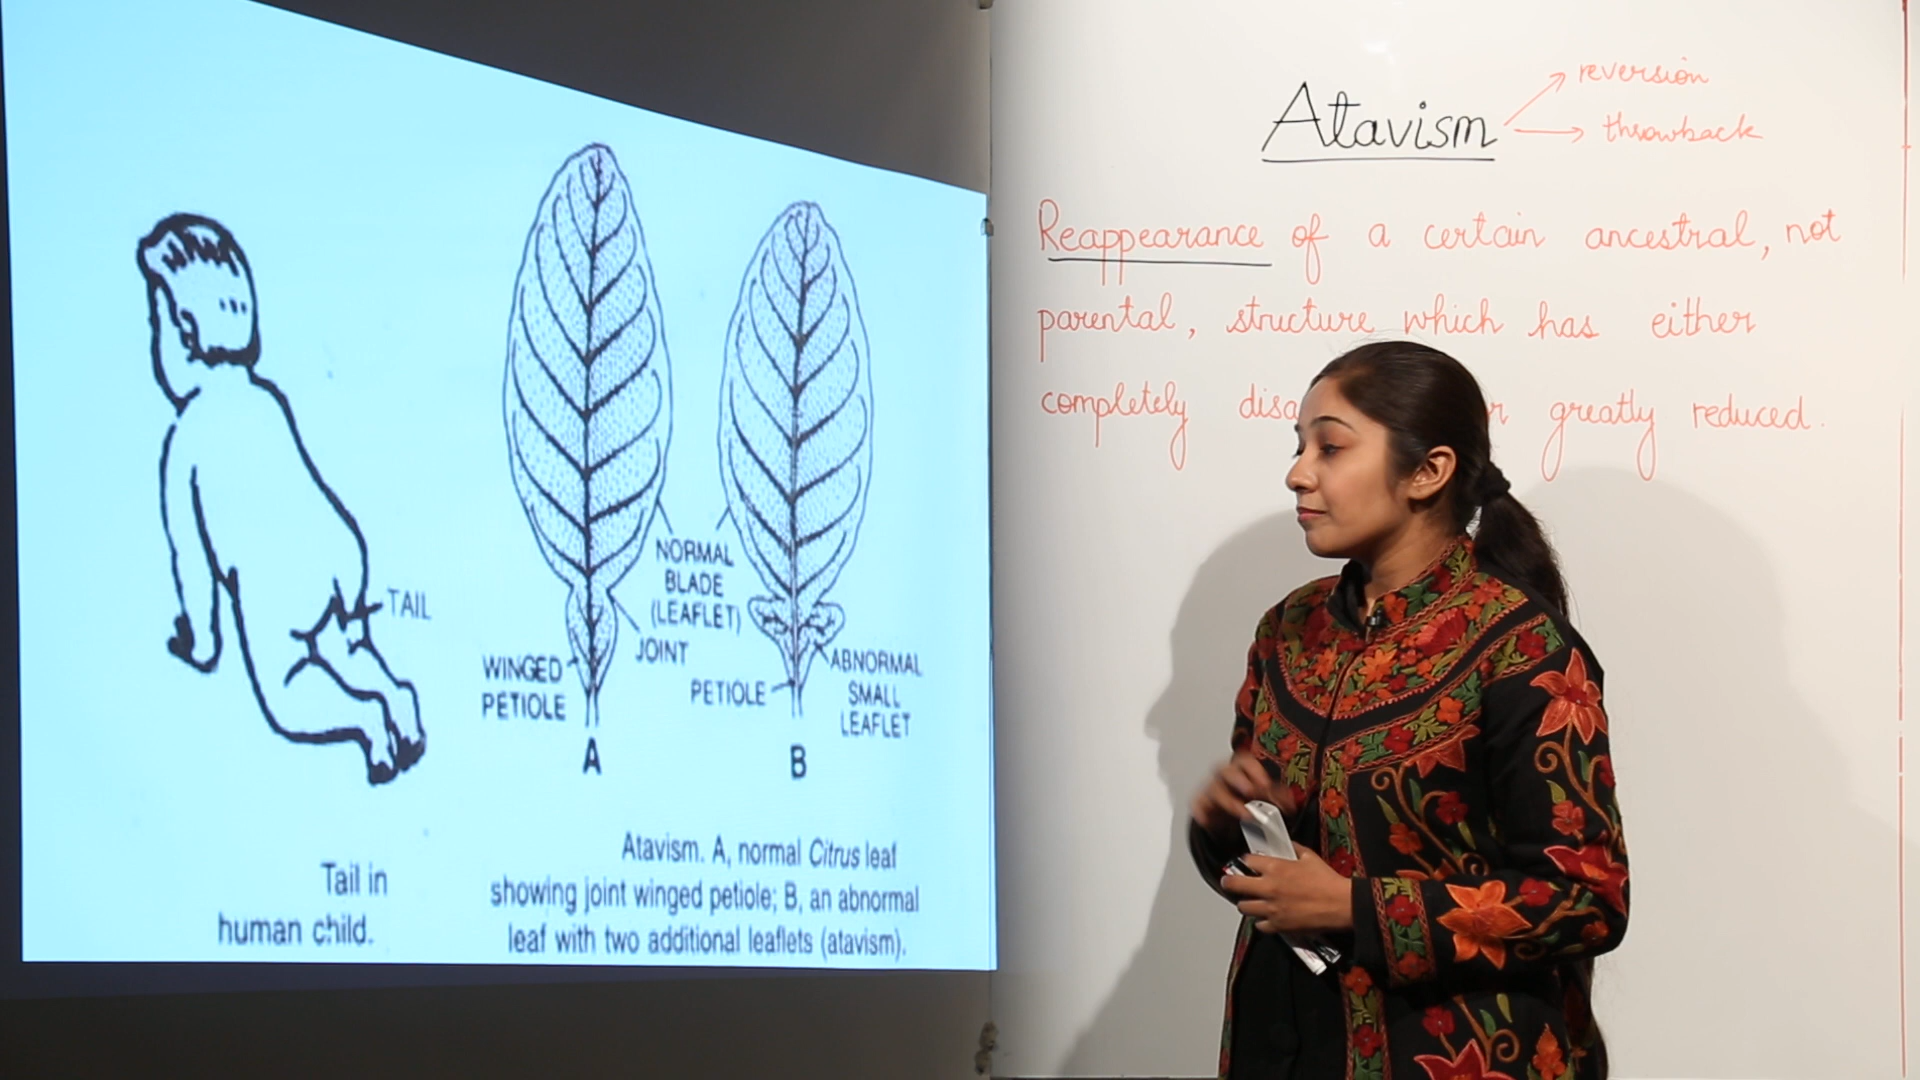 TAIL
Tail in
human child.
NORMAL
BLADE
(LEAFLET)
JOINT
WINGED
PETIOLE
PETIOLE
ABNORMAL
SMALL
LEAFLET
A
B
Atavism. A, normal Citrus leaf
showing joint winged petiole; B, an abnormal
leaf with two additional leaflets (atavism).
Atavism
reversion
throwback
Reappearance of a certain ancestral, not
parental, structure which has either
completely greatly reduced.